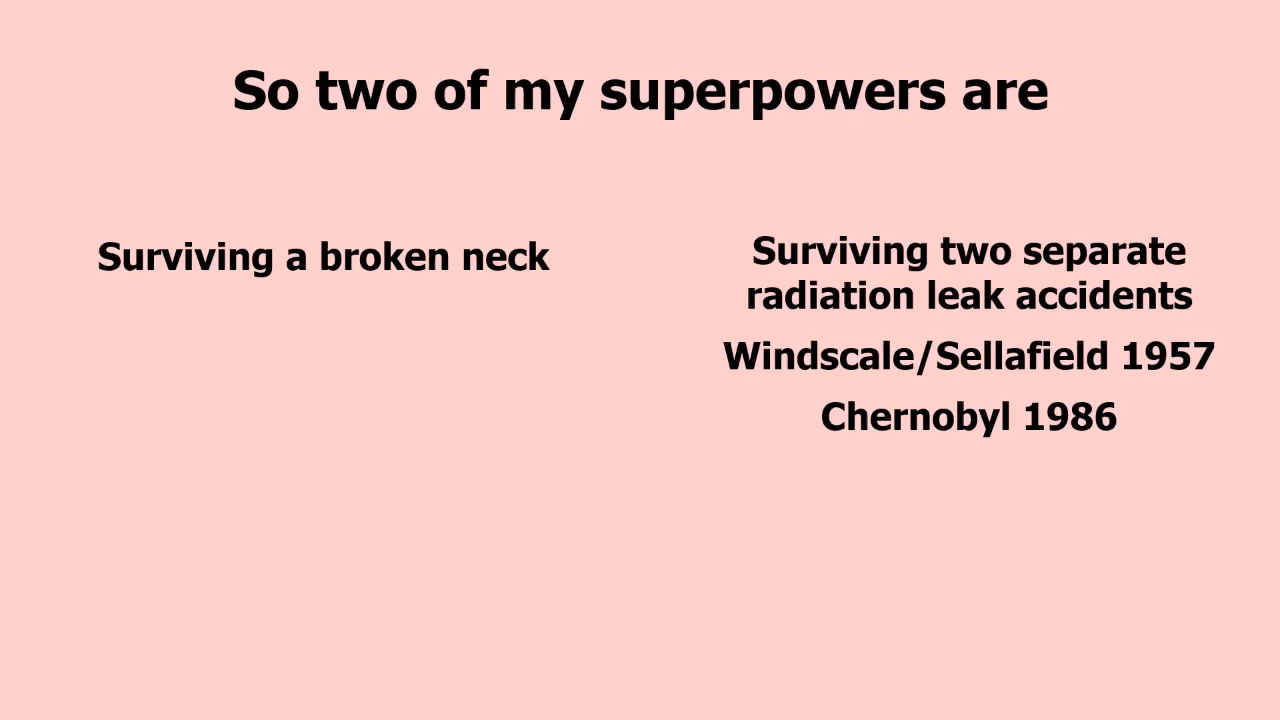 So two of my superpowers are
Surviving a broken neck
Surviving two separate
radiation leak accidents
Windscale/Sellafield 1957
Chernobyl 1986